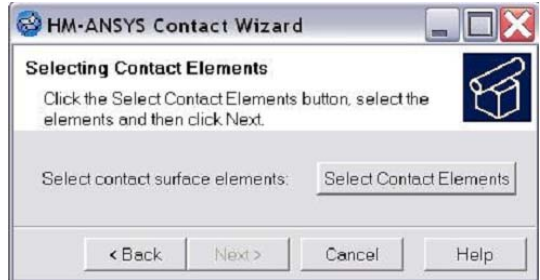 HM-ANSYS Contact Wizard
Selecting Contact Elements
Click the Select Contact Elements button, select the
elements and then click Next.
Select contact surface elements: Select Contact Elements
< Back Next > Cancel Help